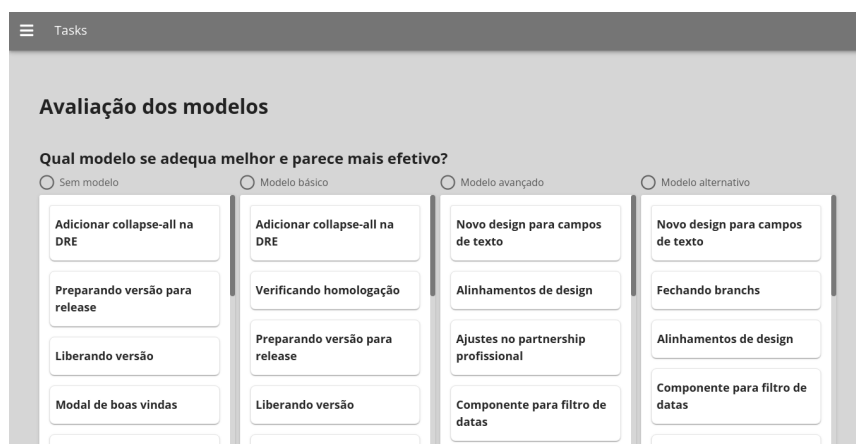 Tasks
Avaliação dos modelos
Qual modelo se adequa melhor e parece mais efetivo?
Sem modelo
Adicionar collapse-all na
DRE
Preparando versão para
release
Liberando versão
Modal de boas vindas
Modelo básico
Adicionar collapse-all na
DRE
Verificando homologação
Preparando versão para
release
Liberando versão
Modelo avançado
Novo design para campos
de texto
Alinhamentos de design
Ajustes no partnership
profissional
Componente para filtro de
datas
Modelo alternativo
Novo design para campos
de texto
Fechando branchs
Alinhamentos de design
Componente para filtro de
datas